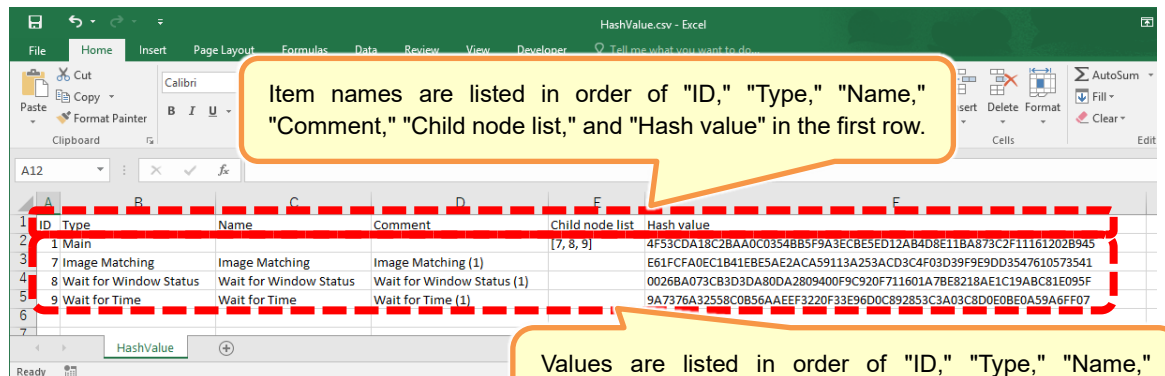 HashValue.csv - Excel
File Home Insert Page Layout Formulas Data Review View Developer Tell me what you want to do...
Item names are listed in order of "ID," "Type," "Name,"
"Comment," "Child node list," and "Hash value" in the first row.
Paste
Cut
Copy
Format Painter
Clipboard
Calibri
B I U
Delete Format
Cells
AutoSum
Fill
Clear
Edit
A12 fx
A B C D F
1 ID Type Name Comment Child node list Hash value
2 1 Main [7, 8, 9] 4F53CDA18C2BAA0C0354BB5F9A3ECBE5ED12AB4D8E11BA873C2F11161202B945
3 7 Image Matching Image Matching Image Matching (1) E61FCFA0EC1B41EBE5AE2ACA59113A253ACD3C4F03D39F9E9DD3547610573541
4 8 Wait for Window Status Wait for Window Status Wait for Window Status (1) 0026BA073CB3D3DA80DA2809400F9C920F711601A7BE8218AE1C19ABC81E095F
5 9 Wait for Time Wait for Time Wait for Time (1) 9A7376A32558C0B56AAEEF3220F33E96D0C892853C3A03C8D0E0BE0A59A6FF07
6
7
HashValue
Ready
Values are listed in order of "ID," "Type," "Name,"